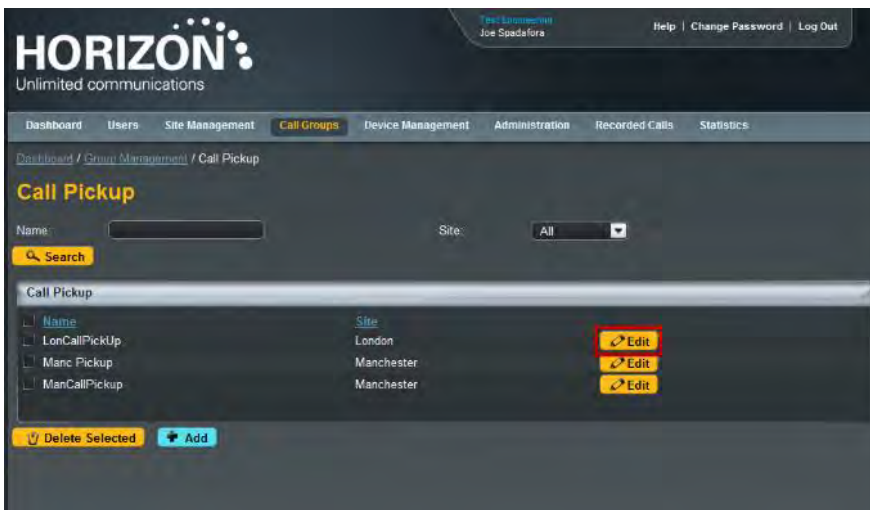 Test Engineering
Joe Spadafora
Help | Change Password | Log Out
HORIZON
Unlimited communications
Dashboard Users Site Management Call Groups Device Management Administration Recorded Calls Statistics
Dashboard / Group Management / Call Pickup
Call Pickup
Name: Site: All
Search
Call Pickup
Name Site
LonCallPickUp London Edit
Manc Pickup Manchester Edit
ManCallPickup Manchester Edit
Delete Selected Add